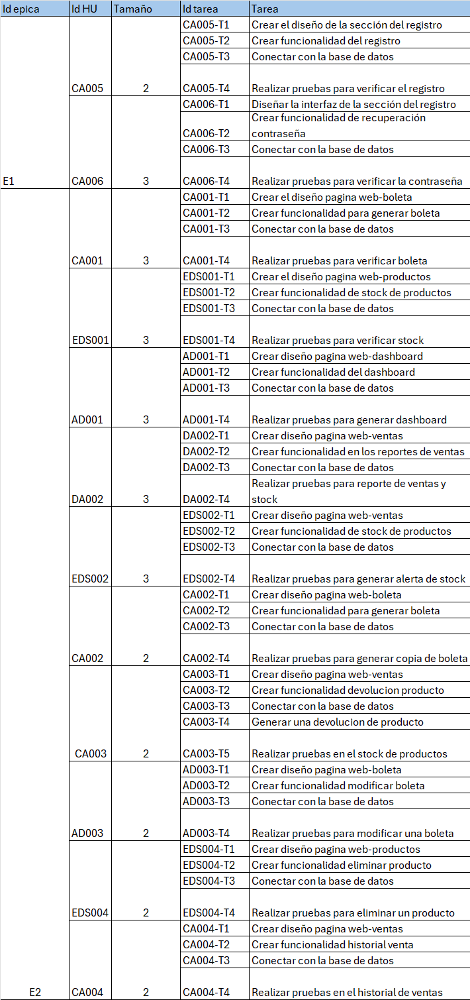 Id epica Id HU Tamaño Id tarea Tarea
CA005-T1 Crear el diseño de la sección del registro
CA005-T2 Crear funcionalidad del registro
CA005-T3 Conectar con la base de datos
CA005 2 CA005-T4 Realizar pruebas para verificar el registro
CA006-T1 Diseñar la interfaz de la sección del registro
Crear funcionalidad de recuperación
CA006-T2 contraseña
CA006-T3 Conectar con la base de datos
E1 CA006 3 CA006-T4 Realizar pruebas para verificar la contraseña
CA001-T1 Crear el diseño pagina web-boleta
CA001-T2 Crear funcionalidad para generar boleta
CA001-T3 Conectar con la base de datos
CA001 3 CA001-T4 Realizar pruebas para verificar boleta
EDS001-T1 Crear el diseño pagina web-productos
EDS001-T2 Crear funcionalidad de stock de productos
EDS001-T3 Conectar con la base de datos
EDS001 3 EDS001-T4 Realizar pruebas para verificar stock
AD001-T1 Crear diseño pagina web-dashboard
AD001-T2 Crear funcionalidad del dashboard
AD001-T3 Conectar con la base de datos
AD001 3 AD001-T4 Realizar pruebas para generar dashboard
DA002-T1 Crear diseño pagina web-ventas
DA002-T2 Crear funcionalidad en los reportes de ventas
DA002-T3 Conectar con la base de datos
Realizar pruebas para reporte de ventas y
DA002 3 DA002-T4 stock
EDS002-T1 Crear diseño pagina web-ventas
EDS002-T2 Crear funcionalidad de stock de productos
EDS002-T3 Conectar con la base de datos
EDS002 3 EDS002-T4 Realizar pruebas para generar alerta de stock
CA002-T1 Crear diseño pagina web-boleta
CA002-T2 Crear funcionalidad para generar boleta
CA002-T3 Conectar con la base de datos
CA002 2 CA002-T4 Realizar pruebas para generar copia de boleta
CA003-T1 Crear diseño pagina web-ventas
CA003-T2 Crear funcionalidad devolucion producto
CA003-T3 Conectar con la base de datos
CA003-T4 Generar una devolucion de producto
CA003 2 CA003-T5 Realizar pruebas en el stock de productos
AD003-T1 Crear diseño pagina web-boleta
AD003-T2 Crear funcionalidad modificar boleta
AD003-T3 Conectar con la base de datos
AD003 2 AD003-T4 Realizar pruebas para modificar una boleta
EDS004-T1 Crear diseño pagina web-productos
EDS004-T2 Crear funcionalidad eliminar producto
EDS004-T3 Conectar con la base de datos
EDS004 2 EDS004-T4 Realizar pruebas para eliminar un producto
CA004-T1 Crear diseño pagina web-ventas
CA004-T2 Crear funcionalidad historial venta
CA004-T3 Conectar con la base de datos
E2 CA004 2 CA004-T4 Realizar pruebas en el historial de ventas